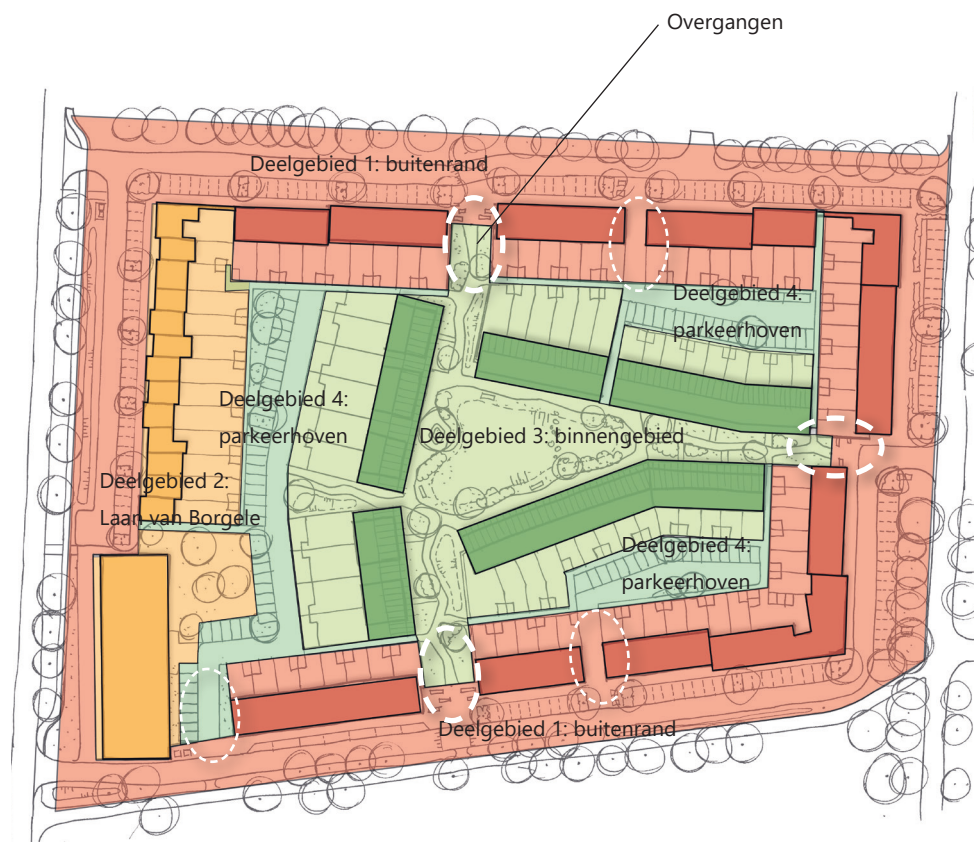 Overgangen
Deelgebied 1: buitenrand
Deelgebied 4:
parkeerhoven
Deelgebied 4:
parkeerhoven
Deelgebied 3: binnengebied
Deelgebied 2:
Laan van Borgele
Deelgebied 4:
parkeerhoven
Deelgebied 1: buitenrand